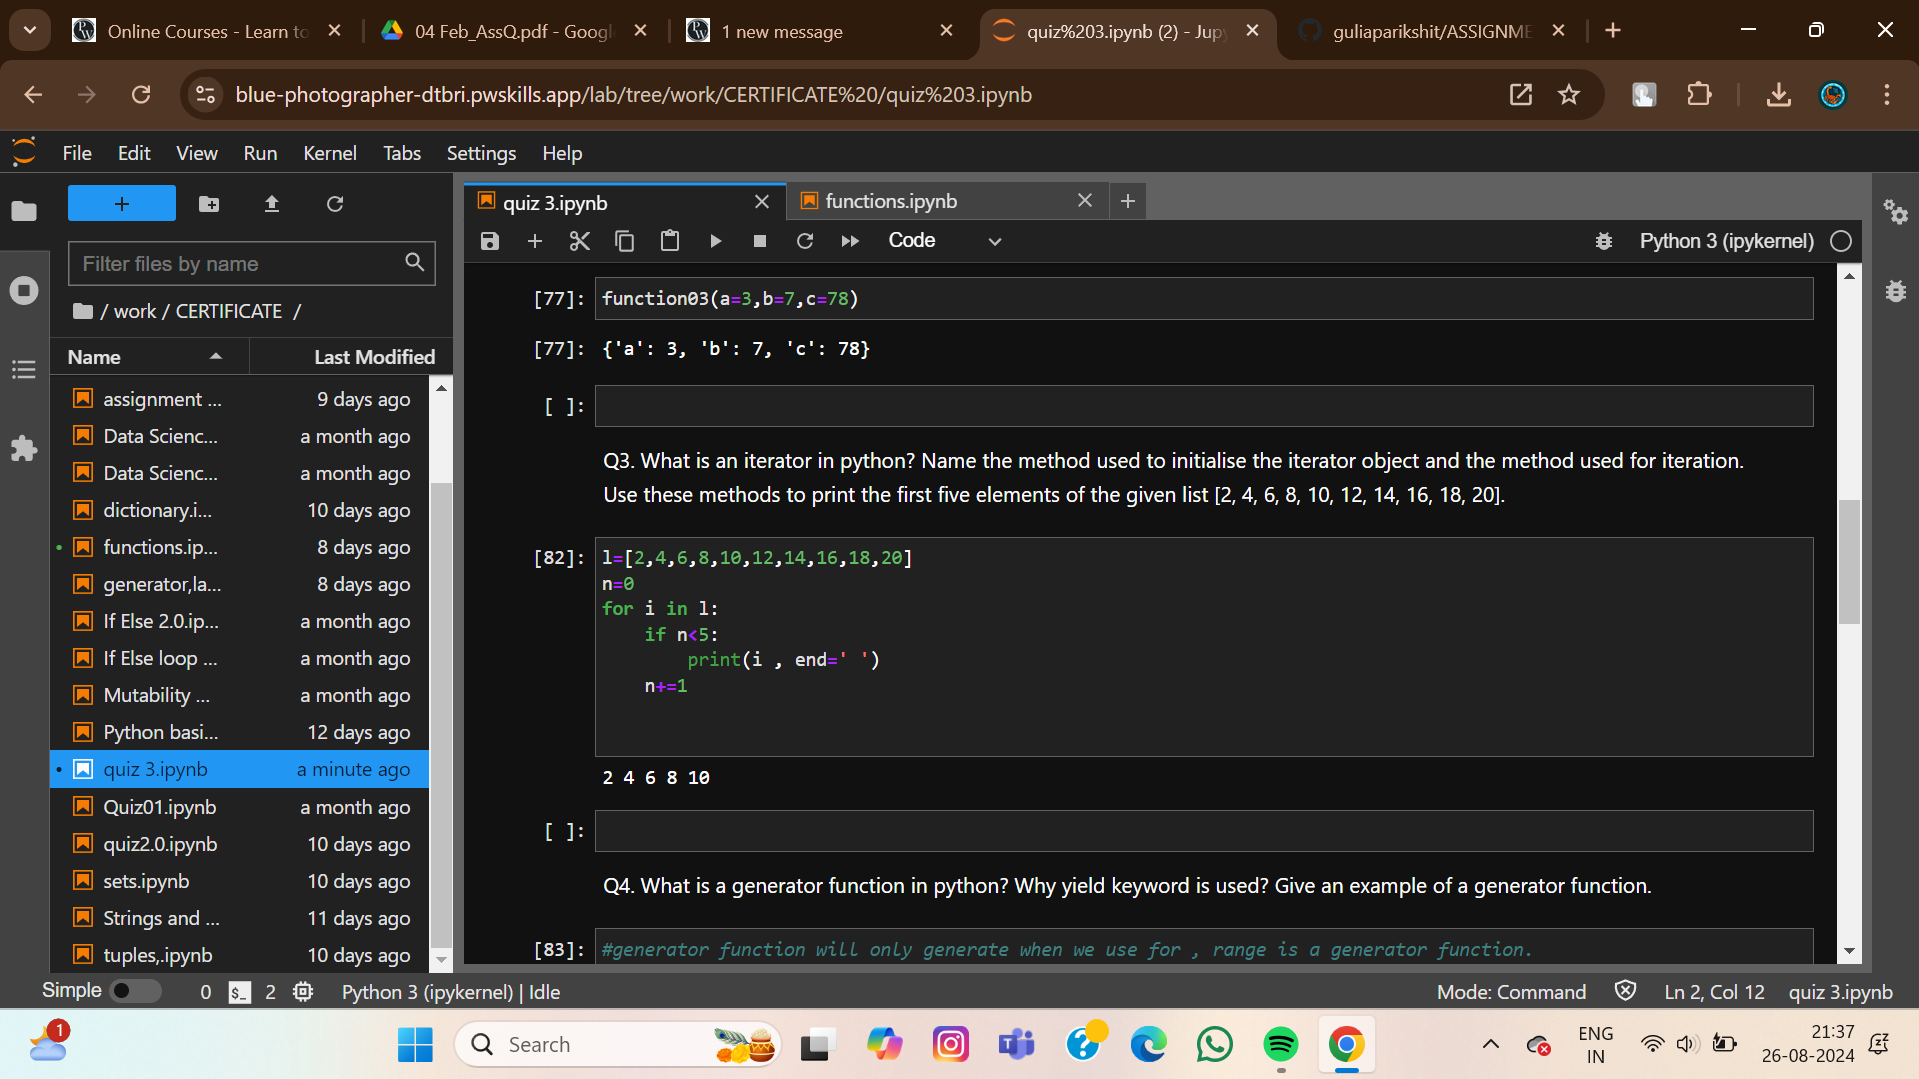 Online Courses - Learn to
04 Feb_AssQ.pdf - Googl
1 new message
quiz%203.ipynb (2) - Jupy
guliaparikshit/ASSIGNME
blue-photographer-dtbri.pwskills.app/lab/tree/work/CERTIFICATE%20/quiz%203.ipynb
File Edit View Run Kernel Tabs Settings Help
quiz 3.ipynb
functions.ipynb
Code
Python 3 (ipykernel)
Filter files by name
/ work / CERTIFICATE /
Name Last Modified
assignment ... 9 days ago
Data Scienc... a month ago
Data Scienc... a month ago
dictionary.i... 10 days ago
functions.ip... 8 days ago
generator,la... 8 days ago
If Else 2.0.ip... a month ago
If Else loop ... a month ago
Mutability ... a month ago
Python basi... 12 days ago
quiz 3.ipynb a minute ago
Quiz01.ipynb a month ago
quiz2.0.ipynb 10 days ago
sets.ipynb 10 days ago
Strings and ... 11 days ago
tuples,.ipynb 10 days ago
[77]: function03(a=3,b=7,c=78)
[77]: {'a': 3, 'b': 7, 'c': 78}
[ ]:
Q3. What is an iterator in python? Name the method used to initialise the iterator object and the method used for iteration.
Use these methods to print the first five elements of the given list [2, 4, 6, 8, 10, 12, 14, 16, 18, 20].
[82]: l=[2,4,6,8,10,12,14,16,18,20]
n=0
for i in l:
    if n<5:
        print(i , end=' ')
    n+=1
2 4 6 8 10
[ ]:
Q4. What is a generator function in python? Why yield keyword is used? Give an example of a generator function.
[83]: #generator function will only generate when we use for , range is a generator function.
Simple 0 $_ 2 Python 3 (ipykernel) | Idle
Mode: Command Ln 2, Col 12 quiz 3.ipynb
1
Search
ENG
IN
21:37
26-08-2024